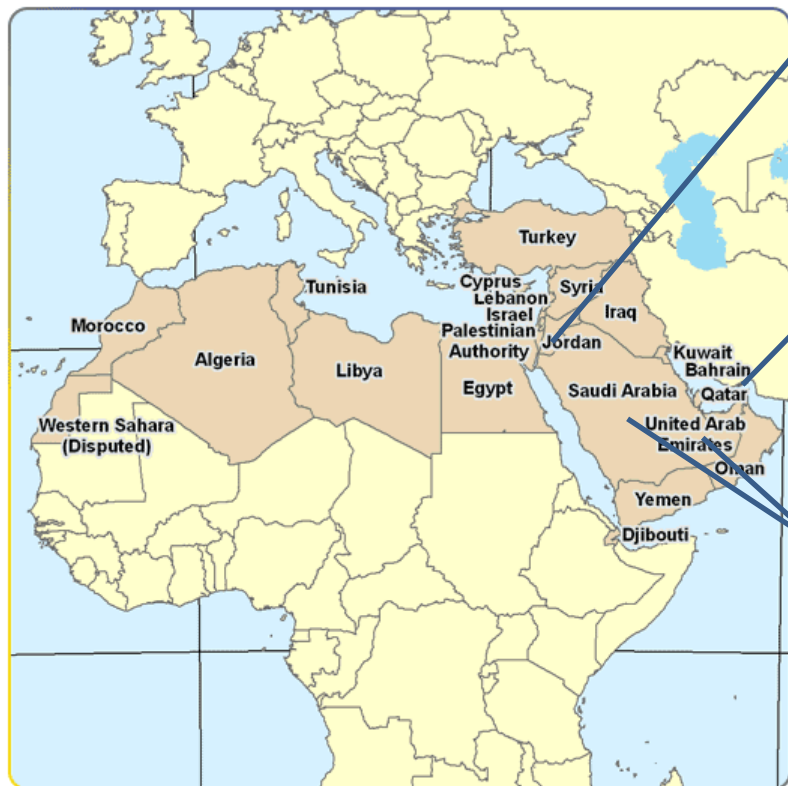 Turkey
Cyprus
Syria
Tunisia
Lebanon
Israel
Iraq
Morocco
Palestinian
Authority
Jordan
Algeria
Kuwait
Libya
Bahrain
Egypt
Saudi Arabia
Qatar
Western Sahara
(Disputed)
United Arab
Emirates
Oman
Yemen
Djibouti